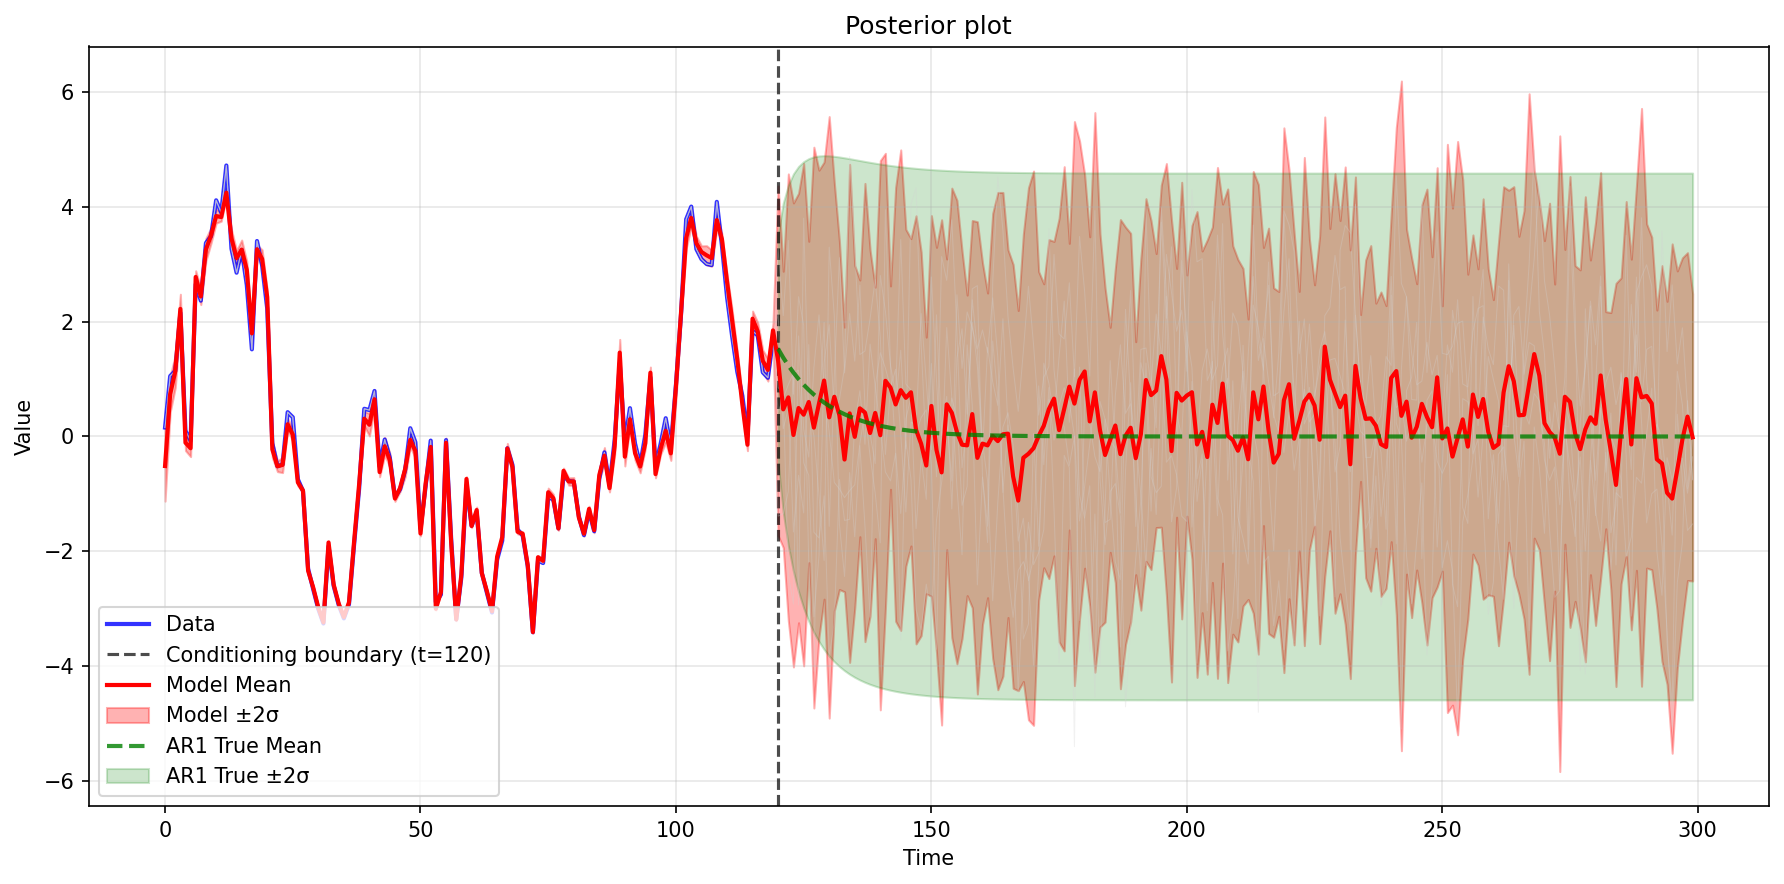 Posterior plot
Value
6
4
2
0
−2
−4
−6
Data
Conditioning boundary (t=120)
Model Mean
Model ±2σ
AR1 True Mean
AR1 True ±2σ
0 50 100 150 200 250 300
Time